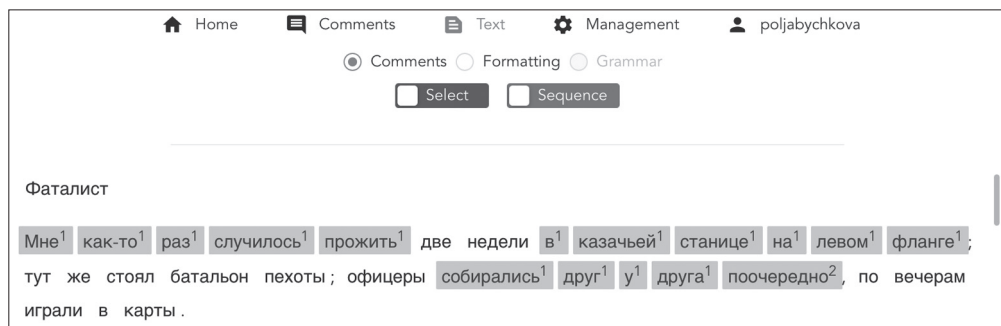 Home Comments Text Management poljabychkova
Comments Formatting Grammar
Select Sequence
Фаталист
Мне¹ как-то¹ раз¹ случилось¹ прожить¹ две недели в¹ казачьей¹ станице¹ на¹ левом¹ фланге¹;
тут же стоял батальон пехоты; офицеры собирались¹ друг¹ у¹ друга¹ поочередно², по вечерам
играли в карты.